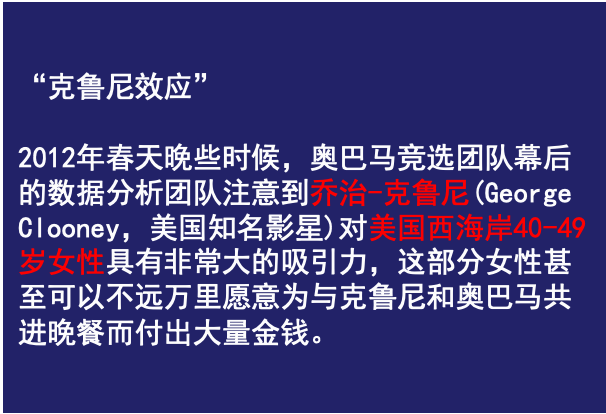 “克鲁尼效应”
2012年春天晚些时候，奥巴马竞选团队幕后
的数据分析团队注意到乔治-克鲁尼(George
Clooney，美国知名影星)对美国西海岸40-49
岁女性具有非常大的吸引力，这部分女性甚
至可以不远万里愿意为与克鲁尼和奥巴马共
进晚餐而付出大量金钱。